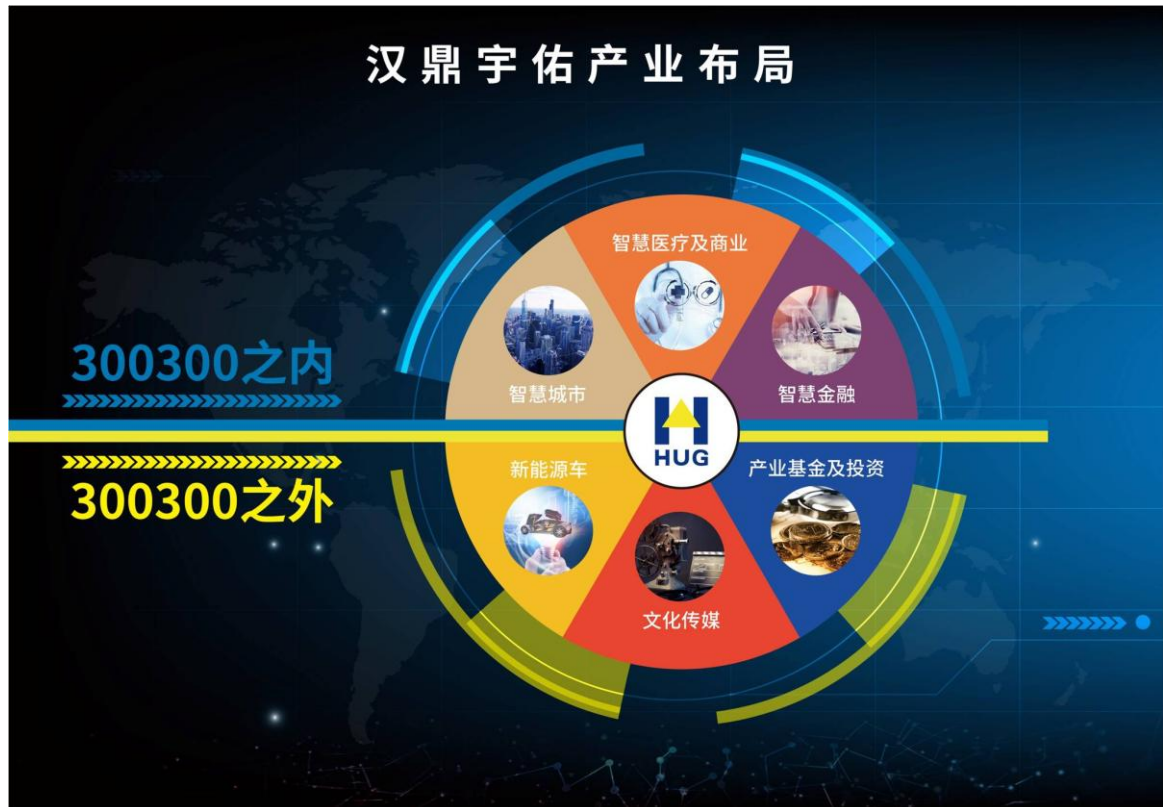 汉鼎宇佑产业布局
智慧医疗及商业
智慧城市
智慧金融
300300之内
HUG
300300之外
新能源车
产业基金及投资
文化传媒